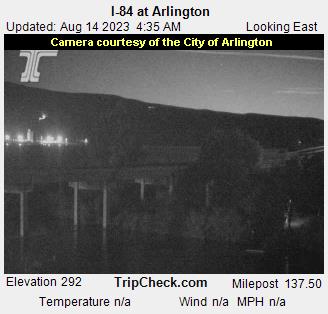 I-84 at Arlington
Updated: Aug 14 2023 4:35 AM Looking East
Camera courtesy of the City of Arlington
Elevation 292 TripCheck.com Milepost 137.50
Temperature n/a Wind n/a MPH n/a